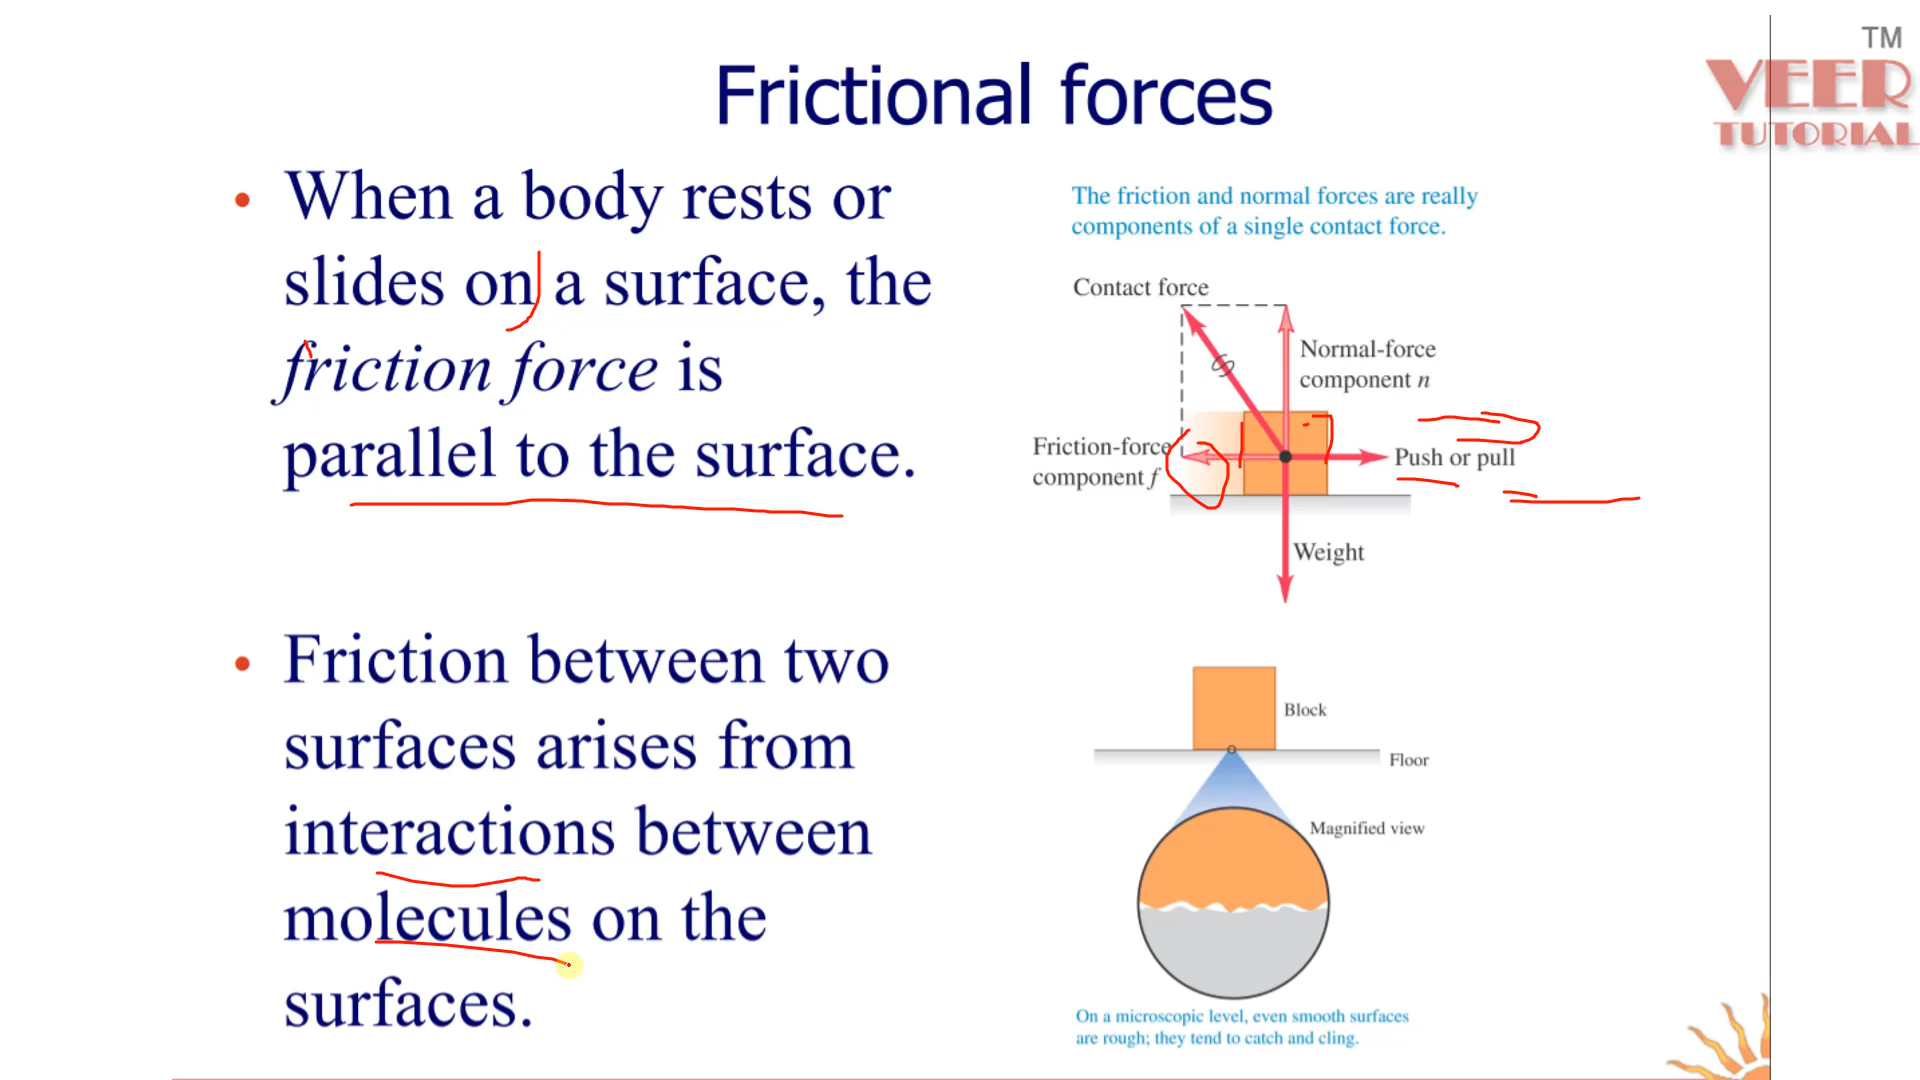 TM
VEER
TUTORIAL
Frictional forces
• When a body rests or
slides on a surface, the
friction force is
parallel to the surface.
• Friction between two
surfaces arises from
interactions between
molecules on the
surfaces.
The friction and normal forces are really
components of a single contact force.
Contact force
Normal-force
component n
Friction-force
component f
Push or pull
Weight
Block
Floor
Magnified view
On a microscopic level, even smooth surfaces
are rough; they tend to catch and cling.